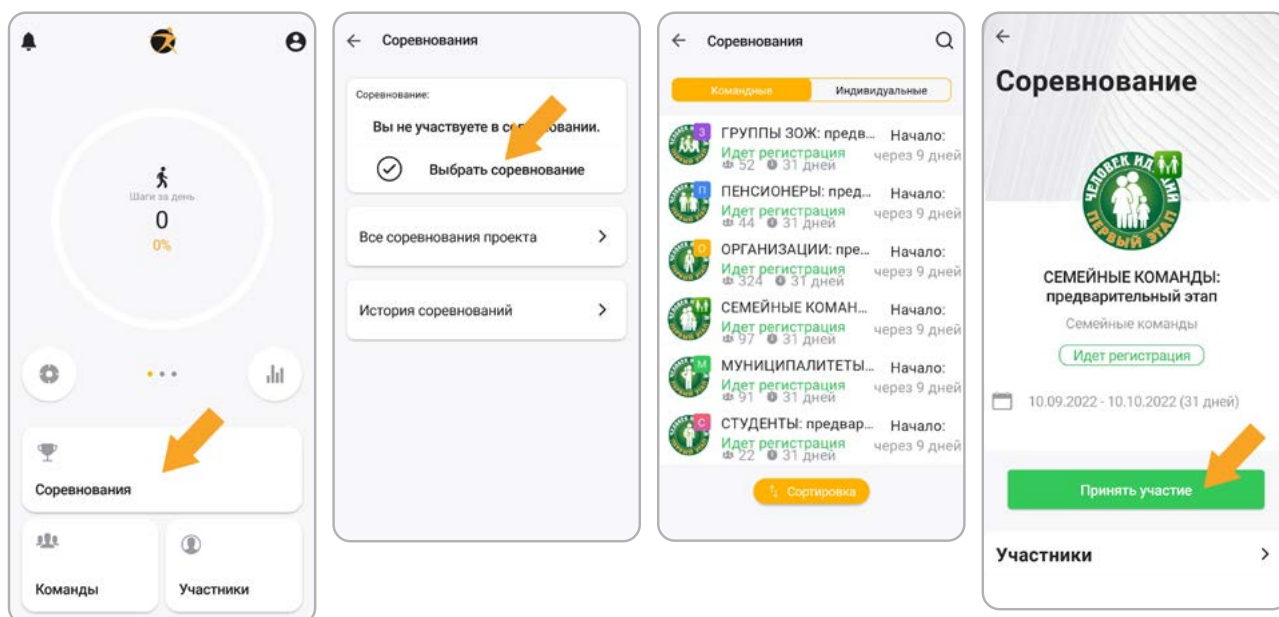 Шаги за день
0
0%
Соревнования
Команды
Участники
Соревнования
Соревнование:
Вы не участвуете в с
овании.
Выбрать соревнование
Все соревнования проекта
История соревнований
Соревнования
Командные
Индивидуальные
З
ГРУППЫ ЗОЖ: предв... Начало:
Идет регистрация через 9 дней
52 31 дней
П
ПЕНСИОНЕРЫ: пред... Начало:
Идет регистрация через 9 дней
44 31 дней
О
ОРГАНИЗАЦИИ: пре... Начало:
Идет регистрация через 9 дней
324 31 дней
СЕМЕЙНЫЕ КОМАН... Начало:
Идет регистрация через 9 дней
97 31 дней
М
МУНИЦИПАЛИТЕТЫ... Начало:
Идет регистрация через 9 дней
91 31 дней
С
СТУДЕНТЫ: предвар... Начало:
Идет регистрация через 9 дней
22 31 дней
Сортировка
Соревнование
ЧЕЛОВЕК ИД ИЙ
ПЕРВЫЙ ЭТАП
СЕМЕЙНЫЕ КОМАНДЫ:
предварительный этап
Семейные команды
Идет регистрация
10.09.2022 - 10.10.2022 (31 дней)
Принять участие
Участники